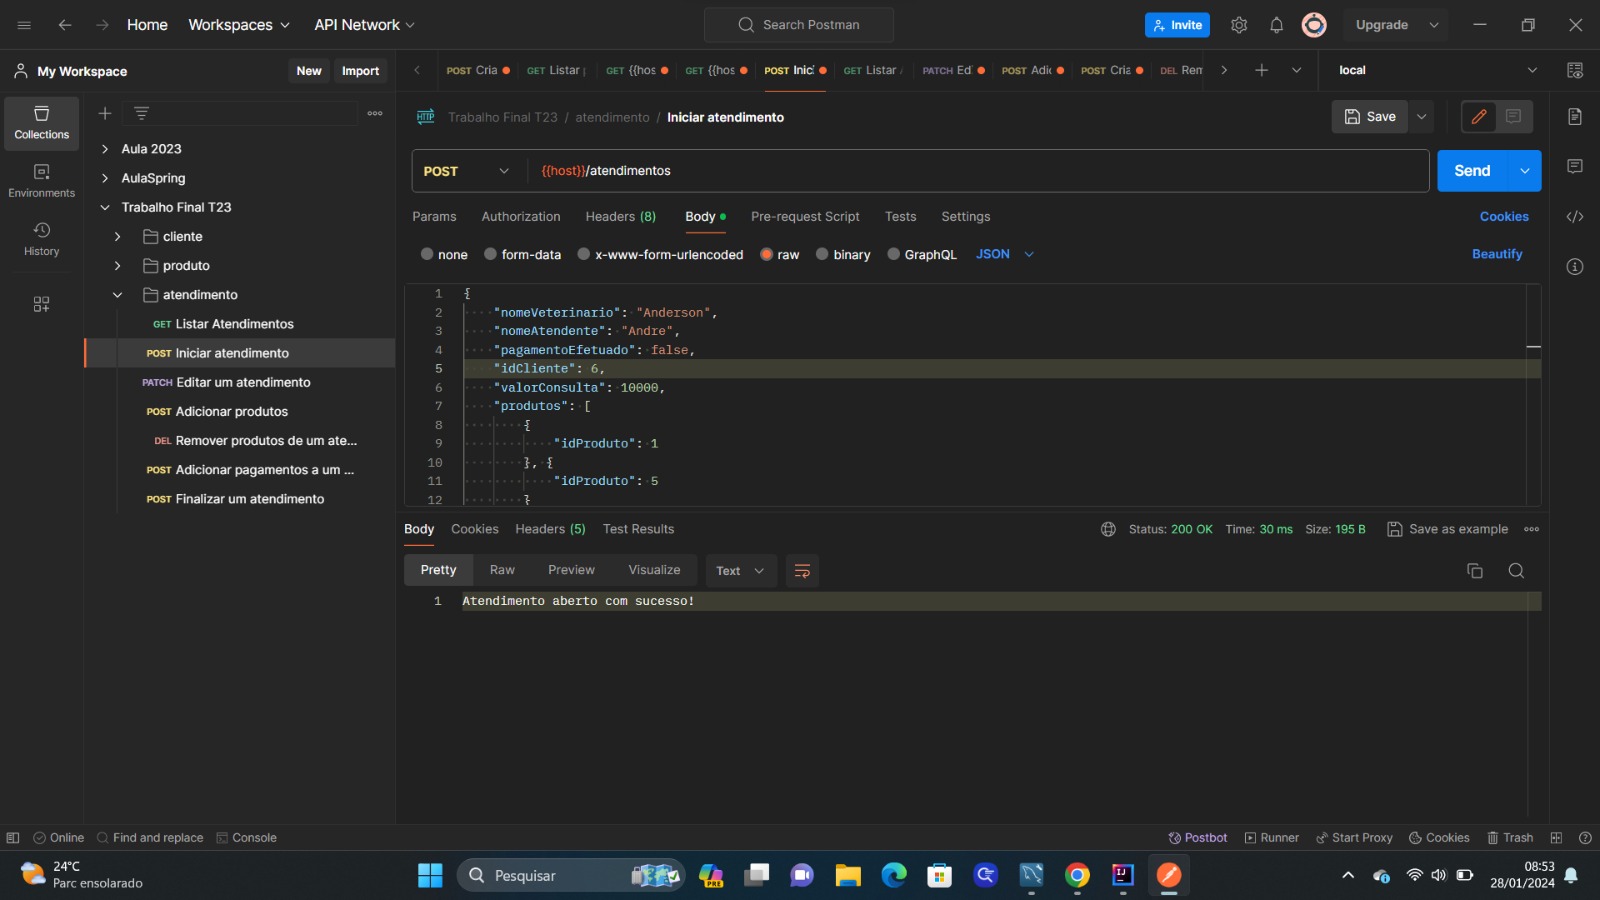 Home Workspaces API Network Search Postman Invite Upgrade
My Workspace New Import
POST Cria GET Listar GET {{hos GET {{hos POST Inic GET Listar PATCH Ed POST Adic POST Cria DEL Rem local
Collections
Environments
History
Aula 2023
AulaSpring
Trabalho Final T23
cliente
produto
atendimento
GET Listar Atendimentos
POST Iniciar atendimento
PATCH Editar um atendimento
POST Adicionar produtos
DEL Remover produtos de um ate...
POST Adicionar pagamentos a um ...
POST Finalizar um atendimento
HTTP Trabalho Final T23 / atendimento / Iniciar atendimento Save
POST {{host}}/atendimentos Send
Params Authorization Headers (8) Body Pre-request Script Tests Settings Cookies
none form-data x-www-form-urlencoded raw binary GraphQL JSON Beautify
1 {
2 "nomeVeterinario": "Anderson",
3 "nomeAtendente": "Andre",
4 "pagamentoEfetuado": false,
5 "idCliente": 6,
6 "valorConsulta": 10000,
7 "produtos": [
8 {
9 "idProduto": 1
10 }, {
11 "idProduto": 5
12 }
Body Cookies Headers (5) Test Results Status: 200 OK Time: 30 ms Size: 195 B Save as example
Pretty Raw Preview Visualize Text
1 Atendimento aberto com sucesso!
Online Find and replace Console Postbot Runner Start Proxy Cookies Trash
24°C
Parc ensolarado
Pesquisar
PRE
08:53
28/01/2024